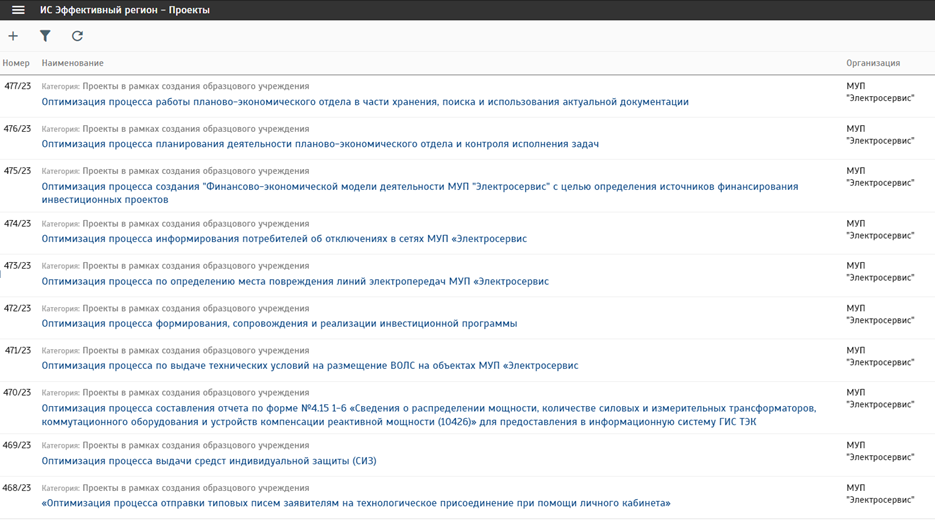 ИС Эффективный регион - Проекты
Номер Наименование Организация
477/23 Категория: Проекты в рамках создания образцового учреждения МУП
Оптимизация процесса работы планово-экономического отдела в части хранения, поиска и использования актуальной документации "Электросервис"
476/23 Категория: Проекты в рамках создания образцового учреждения МУП
Оптимизация процесса планирования деятельности планово-экономического отдела и контроля исполнения задач "Электросервис"
475/23 Категория: Проекты в рамках создания образцового учреждения МУП
Оптимизация процесса создания "Финансово-экономической модели деятельности МУП "Электросервис" с целью определения источников финансирования "Электросервис"
инвестиционных проектов
474/23 Категория: Проекты в рамках создания образцового учреждения МУП
Оптимизация процесса информирования потребителей об отключениях в сетях МУП «Электросервис "Электросервис"
473/23 Категория: Проекты в рамках создания образцового учреждения МУП
Оптимизация процесса по определению места повреждения линий электропередач МУП «Электросервис "Электросервис"
472/23 Категория: Проекты в рамках создания образцового учреждения МУП
Оптимизация процесса формирования, сопровождения и реализации инвестиционной программы "Электросервис"
471/23 Категория: Проекты в рамках создания образцового учреждения МУП
Оптимизация процесса по выдаче технических условий на размещение ВОЛС на объектах МУП «Электросервис "Электросервис"
470/23 Категория: Проекты в рамках создания образцового учреждения МУП
Оптимизация процесса составления отчета по форме №4.15 1-6 «Сведения о распределении мощности, количестве силовых и измерительных трансформаторов, "Электросервис"
коммутационного оборудования и устройств компенсации реактивной мощности (10426)» для предоставления в информационную систему ГИС ТЭК
469/23 Категория: Проекты в рамках создания образцового учреждения МУП
Оптимизация процесса выдачи средст индивидуальной защиты (СИЗ) "Электросервис"
468/23 Категория: Проекты в рамках создания образцового учреждения МУП
«Оптимизация процесса отправки типовых писем заявителям на технологическое присоединение при помощи личного кабинета» "Электросервис"